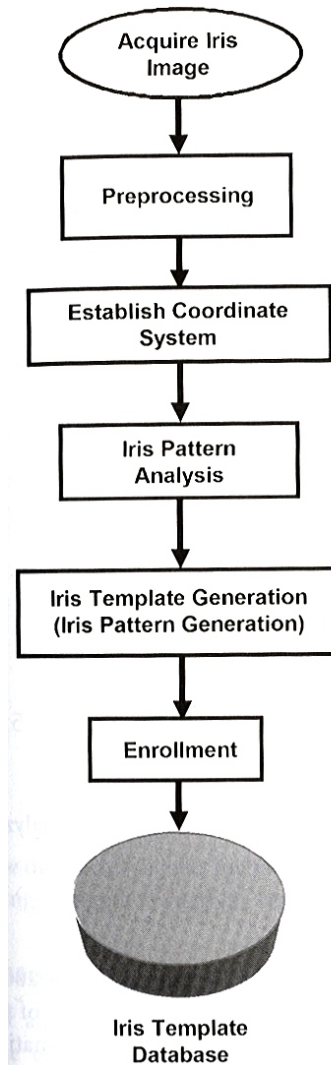 Acquire Iris
Image
Preprocessing
Establish Coordinate
System
Iris Pattern
Analysis
Iris Template Generation
(Iris Pattern Generation)
Enrollment
Iris Template
Database